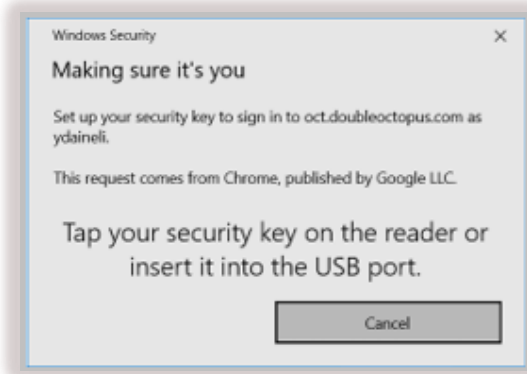 Windows Security
Making sure it's you
Set up your security key to sign in to oct.doubleoctopus.com as
ydaineli.
This request comes from Chrome, published by Google LLC.
Tap your security key on the reader or
insert it into the USB port.
Cancel